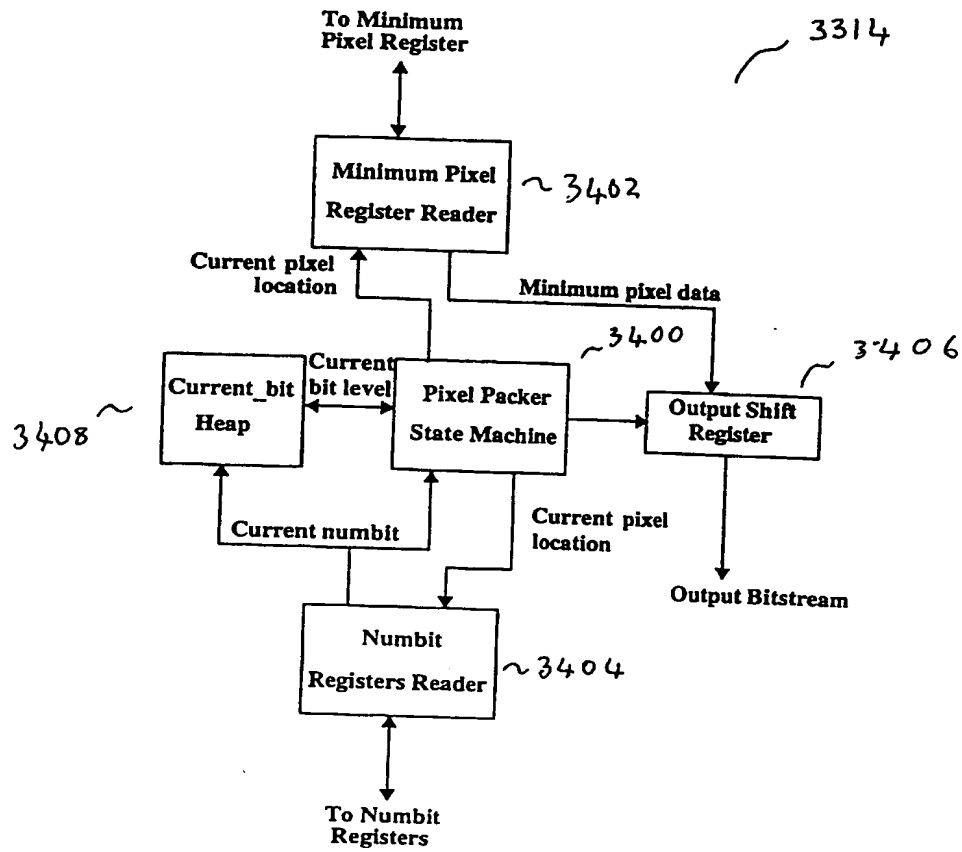 To Minimum
Pixel Register
3314
Minimum Pixel
Register Reader
3402
Current pixel
location
Minimum pixel data
3400
3406
Current
bit level
Current_bit
Heap
Pixel Packer
State Machine
Output Shift
Register
3408
Current numbit
Current pixel
location
Output Bitstream
Numbit
Registers Reader
3404
To Numbit
Registers